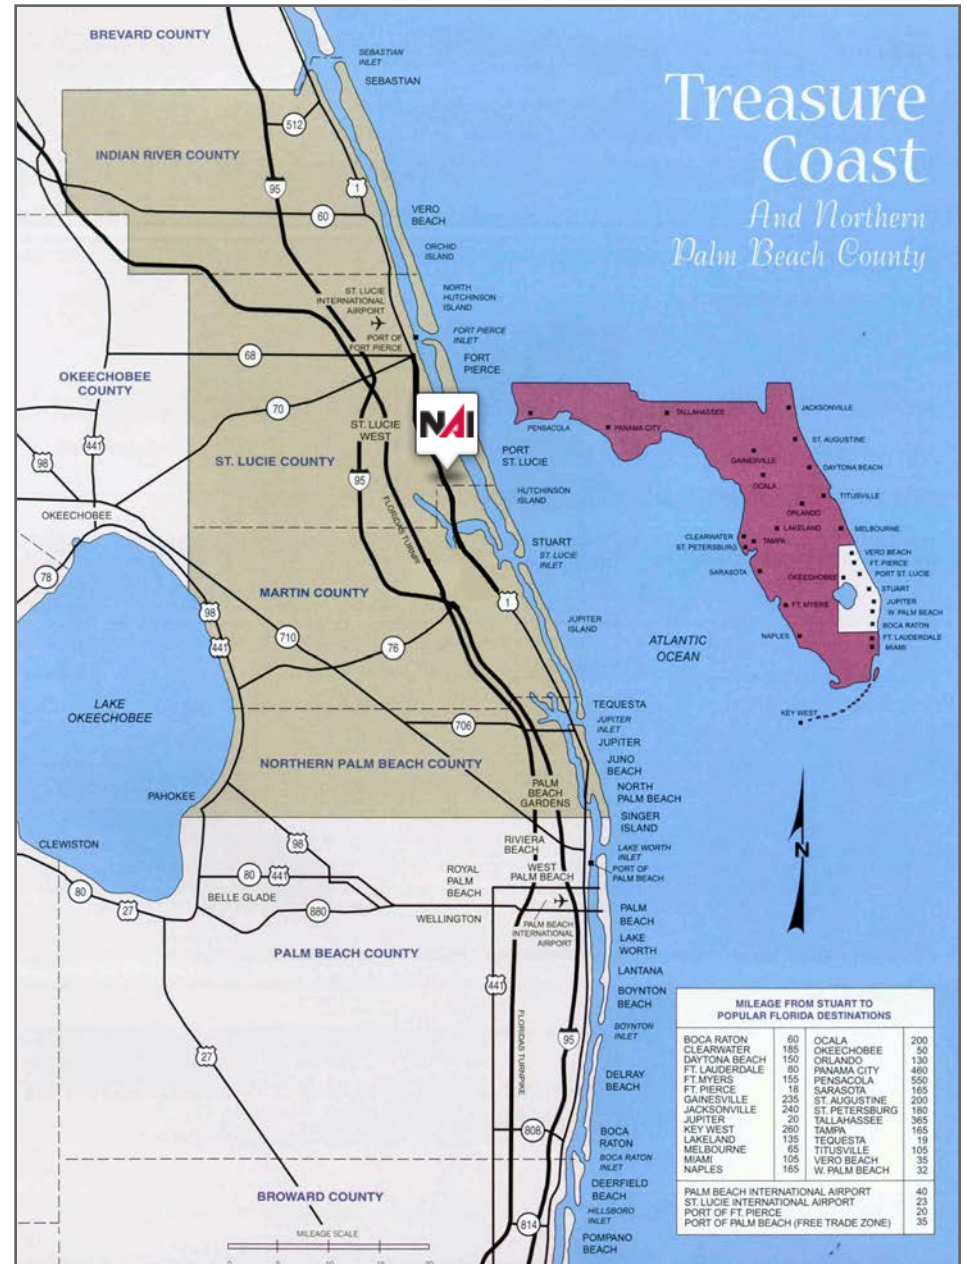 Treasure
Coast
And Northern
Palm Beach County
BREVARD COUNTY
SEBASTIAN
INLET
SEBASTIAN
512
INDIAN RIVER COUNTY
95
1
60
VERO
BEACH
ORCHID
ISLAND
ST. LUCIE
INTERNATIONAL
AIRPORT
NORTH
HUTCHINSON
ISLAND
PORT OF
FORT PIERCE
FORT PIERCE
INLET
68
FORT
PIERCE
OKEECHOBEE
COUNTY
70
441
98
ST. LUCIE
WEST
NAI
ST. LUCIE COUNTY
95
PORT
ST. LUCIE
HUTCHINSON
ISLAND
OKEECHOBEE
FLORIDAS TURNP
STUART
ST. LUCIE
INLET
78
98
441
MARTIN COUNTY
1
710
76
JUPITER
ISLAND
ATLANTIC
OCEAN
LAKE
OKEECHOBEE
TEQUESTA
706
JUPITER
INLET
JUPITER
NORTHERN PALM BEACH COUNTY
JUNO
BEACH
PAHOKEE
PALM
BEACH
GARDENS
NORTH
PALM BEACH
SINGER
ISLAND
CLEWISTON
98
RIVIERA
BEACH
LAKE WORTH
INLET
80
441
ROYAL
PALM
BEACH
WEST
PALM BEACH
PORT OF
PALM BEACH
80
27
BELLE GLADE
880
WELLINGTON
PALM BEACH
INTERNATIONAL
AIRPORT
PALM
BEACH
PALM BEACH COUNTY
LAKE
WORTH
LANTANA
441
BOYNTON
BEACH
FLORIDAS TURNPIKE
95
BOYNTON
INLET
27
DELRAY
BEACH
808
BOCA
RATON
BOCA RATON
INLET
BROWARD COUNTY
DEERFIELD
BEACH
814
HILLSBORO
INLET
MILEAGE SCALE
POMPANO
BEACH
PENSACOLA
PANAMA CITY
TALLAHASSEE
JACKSONVILLE
ST. AUGUSTINE
GAINESVILLE
DAYTONA BEACH
OCALA
TITUSVILLE
ORLANDO
LAKELAND
MELBOURNE
CLEARWATER
TAMPA
ST. PETERSBURG
VERO BEACH
FT. PIERCE
SARASOTA
OKEECHOBEE
PORT ST. LUCIE
STUART
FT. MYERS
JUPITER
W. PALM BEACH
BOCA RATON
NAPLES
FT. LAUDERDALE
MIAMI
KEY WEST
N
MILEAGE FROM STUART TO
POPULAR FLORIDA DESTINATIONS
BOCA RATON 60 OCALA 200
CLEARWATER 185 OKEECHOBEE 50
DAYTONA BEACH 150 ORLANDO 130
FT. LAUDERDALE 80 PANAMA CITY 460
FT.MYERS 155 PENSACOLA 550
FT. PIERCE 18 SARASOTA 165
GAINESVILLE 235 ST. AUGUSTINE 200
JACKSONVILLE 240 ST. PETERSBURG 180
JUPITER 20 TALLAHASSEE 365
KEY WEST 260 TAMPA 165
LAKELAND 135 TEQUESTA 19
MELBOURNE 65 TITUSVILLE 105
MIAMI 105 VERO BEACH 35
NAPLES 165 W. PALM BEACH 32
PALM BEACH INTERNATIONAL AIRPORT 40
ST. LUCIE INTERNATIONAL AIRPORT 23
PORT OF FT. PIERCE 20
PORT OF PALM BEACH (FREE TRADE ZONE) 35